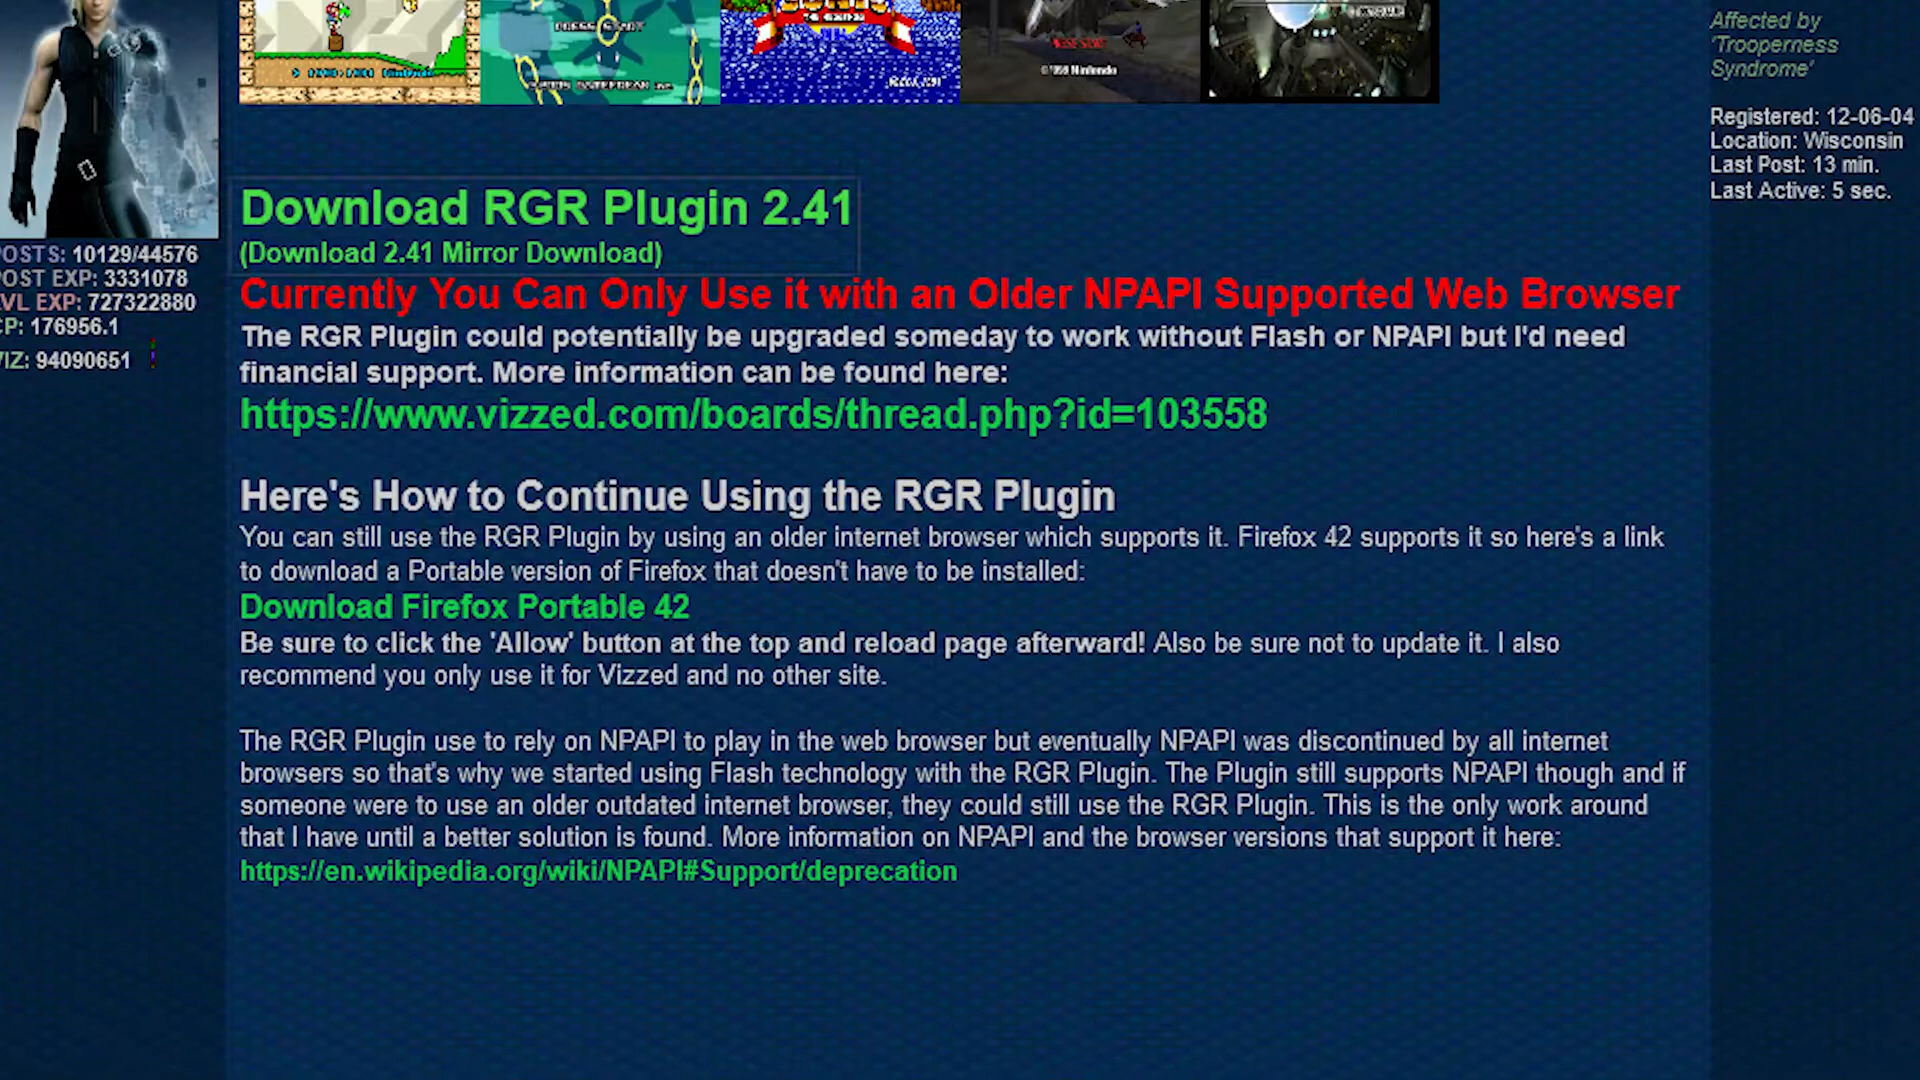 PRESS START
©1998 Nintendo
Affected by
'Trooperness
Syndrome'
Registered: 12-06-04
Location: Wisconsin
Last Post: 13 min.
Last Active: 5 sec.
POSTS: 10129/44576
POST EXP: 3331078
LVL EXP: 727322880
CP: 176956.1
VIZ: 94090651
Download RGR Plugin 2.41
(Download 2.41 Mirror Download)
Currently You Can Only Use it with an Older NPAPI Supported Web Browser
The RGR Plugin could potentially be upgraded someday to work without Flash or NPAPI but I'd need
financial support. More information can be found here:
https://www.vizzed.com/boards/thread.php?id=103558
Here's How to Continue Using the RGR Plugin
You can still use the RGR Plugin by using an older internet browser which supports it. Firefox 42 supports it so here's a link
to download a Portable version of Firefox that doesn't have to be installed:
Download Firefox Portable 42
Be sure to click the 'Allow' button at the top and reload page afterward! Also be sure not to update it. I also
recommend you only use it for Vizzed and no other site.
The RGR Plugin use to rely on NPAPI to play in the web browser but eventually NPAPI was discontinued by all internet
browsers so that's why we started using Flash technology with the RGR Plugin. The Plugin still supports NPAPI though and if
someone were to use an older outdated internet browser, they could still use the RGR Plugin. This is the only work around
that I have until a better solution is found. More information on NPAPI and the browser versions that support it here:
https://en.wikipedia.org/wiki/NPAPI#Support/deprecation